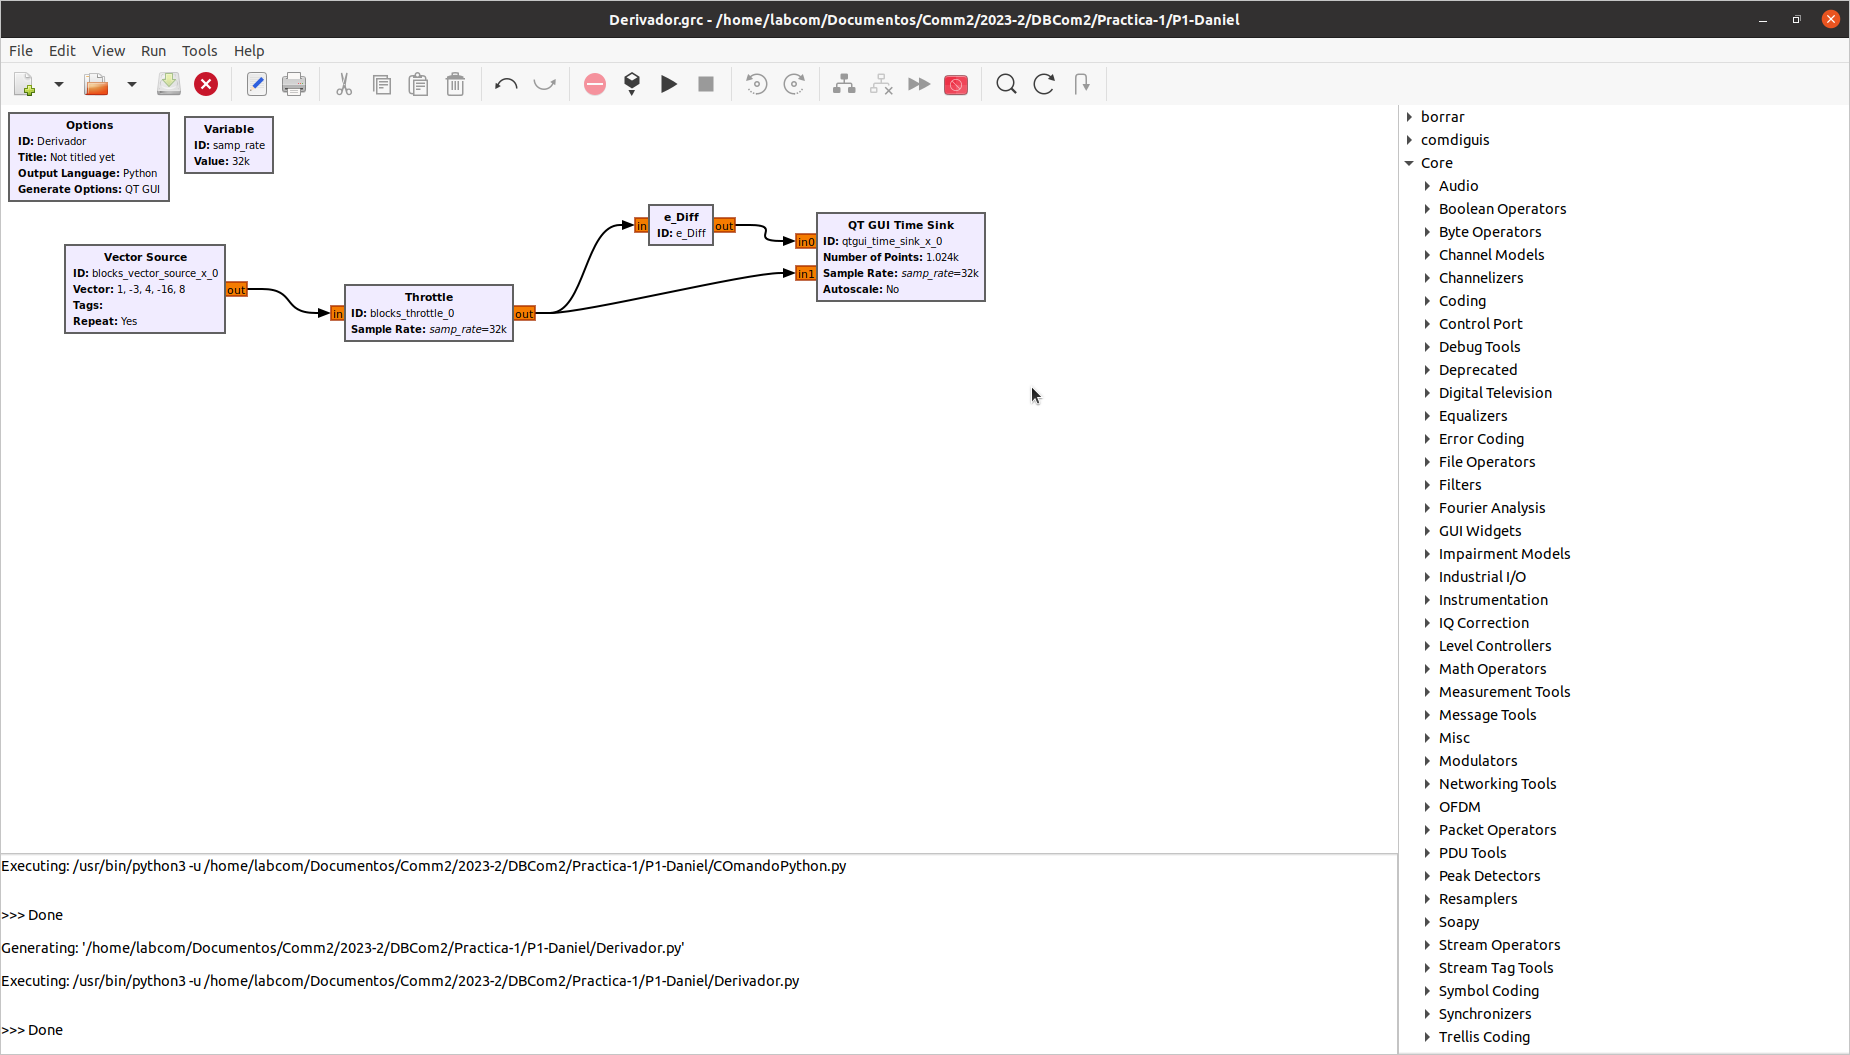 Derivador.grc - /home/labcom/Documentos/Comm2/2023-2/DBCom2/Practica-1/P1-Daniel
File Edit View Run Tools Help
Options
ID: Derivador
Title: Not titled yet
Output Language: Python
Generate Options: QT GUI
Variable
ID: samp_rate
Value: 32k
Vector Source
ID: blocks_vector_source_x_0
Vector: 1, -3, 4, -16, 8
Tags:
Repeat: Yes
out
in
Throttle
ID: blocks_throttle_0
Sample Rate: samp_rate=32k
out
in
e_Diff
ID: e_Diff
out
in0
in1
QT GUI Time Sink
ID: qtgui_time_sink_x_0
Number of Points: 1.024k
Sample Rate: samp_rate=32k
Autoscale: No
Executing: /usr/bin/python3 -u /home/labcom/Documentos/Comm2/2023-2/DBCom2/Practica-1/P1-Daniel/COmandoPython.py
>>> Done
Generating: '/home/labcom/Documentos/Comm2/2023-2/DBCom2/Practica-1/P1-Daniel/Derivador.py'
Executing: /usr/bin/python3 -u /home/labcom/Documentos/Comm2/2023-2/DBCom2/Practica-1/P1-Daniel/Derivador.py
>>> Done
borrar
comdiguis
Core
Audio
Boolean Operators
Byte Operators
Channel Models
Channelizers
Coding
Control Port
Debug Tools
Deprecated
Digital Television
Equalizers
Error Coding
File Operators
Filters
Fourier Analysis
GUI Widgets
Impairment Models
Industrial I/O
Instrumentation
IQ Correction
Level Controllers
Math Operators
Measurement Tools
Message Tools
Misc
Modulators
Networking Tools
OFDM
Packet Operators
PDU Tools
Peak Detectors
Resamplers
Soapy
Stream Operators
Stream Tag Tools
Symbol Coding
Synchronizers
Trellis Coding